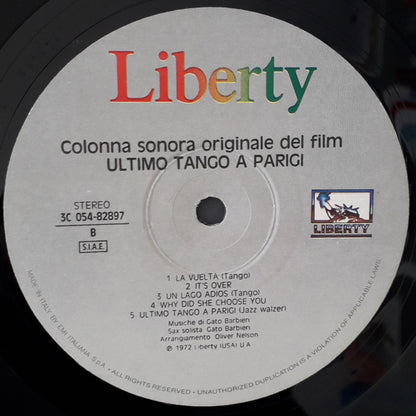 Liberty
Colonna sonora originale del film
ULTIMO TANGO A PARIGI
STEREO
3C 054-82897
B
S.I.A.E.
LIBERTY
1 LA VUELTA (Tango)
2 IT'S OVER
3 UN LAGO ADIOS (Tango)
4 WHY DID SHE CHOOSE YOU
5 ULTIMO TANGO A PARIGI (Jazz walzer)
Musiche di Gato Barbieri
Sax solista Gato Barbieri
Arrangiamento Oliver Nelson
℗ 1972 Liberty (USA) U.A
MADE IN ITALY BY EMI ITALIANA S.p.A. • ALL RIGHTS RESERVED • UNAUTHORIZED DUPLICATION IS A VIOLATION OF APPLICABLE LAWS.